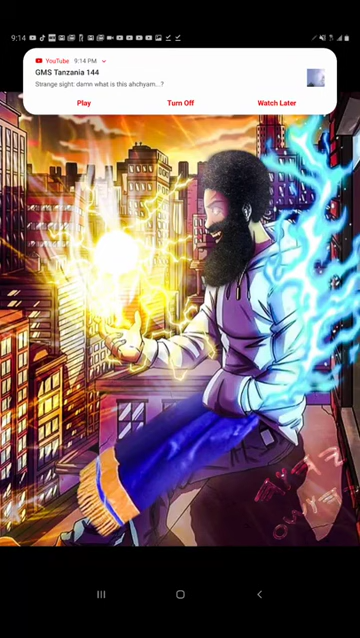 9:14
YouTube 9:14 PM
GMS Tanzania 144
Strange sight: damn what is this ahchyam...?
Play Turn Off Watch Later